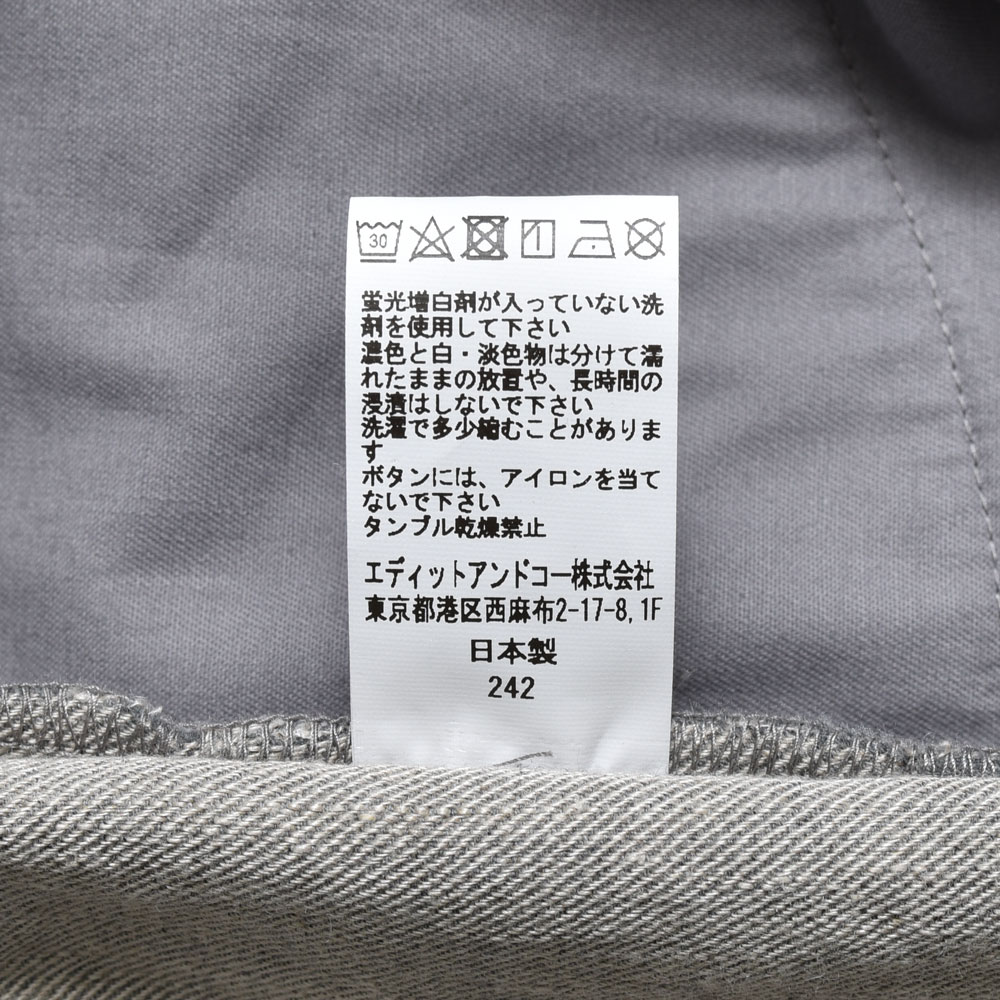 30
蛍光増白剤が入っていない洗
剤を使用して下さい
濃色と白・淡色物は分けて濡
れたままの放置や、長時間の
浸漬はしないで下さい
洗濯で多少縮むことがありま
す
ボタンには、アイロンを当て
ないで下さい
タンブル乾燥禁止
エディットアンドコー株式会社
東京都港区西麻布2-17-8,1F
日本製
242